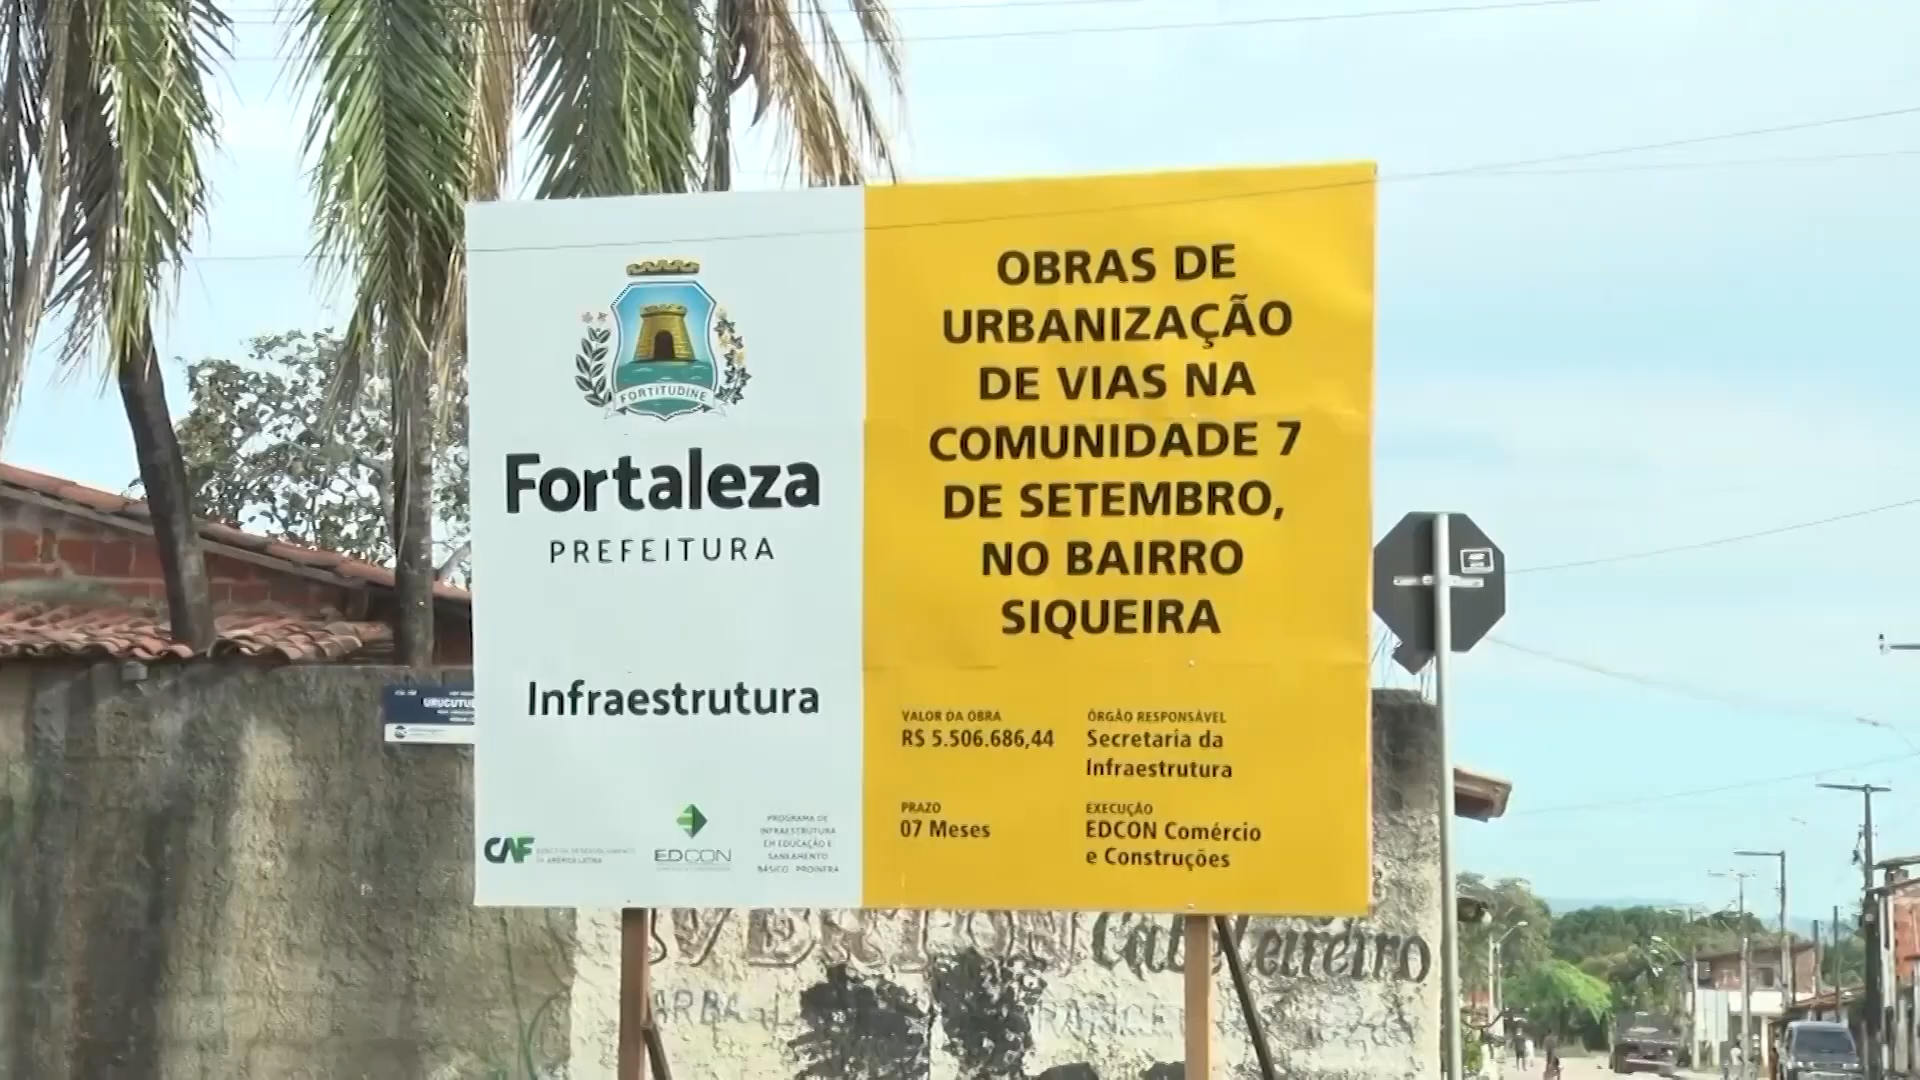 FORTITUDINE
Fortaleza
PREFEITURA
Infraestrutura
CAF
AMÉRICA LATINA
EDCON
PROGRAMA DE
INFRAESTRUTURA
EM EDUCAÇÃO E
SANEAMENTO
BÁSICO - PROINFRA
OBRAS DE
URBANIZAÇÃO
DE VIAS NA
COMUNIDADE 7
DE SETEMBRO,
NO BAIRRO
SIQUEIRA
VALOR DA OBRA
R$ 5.506.686,44
ÓRGÃO RESPONSÁVEL
Secretaria da
Infraestrutura
PRAZO
07 Meses
EXECUÇÃO
EDCON Comércio
e Construções